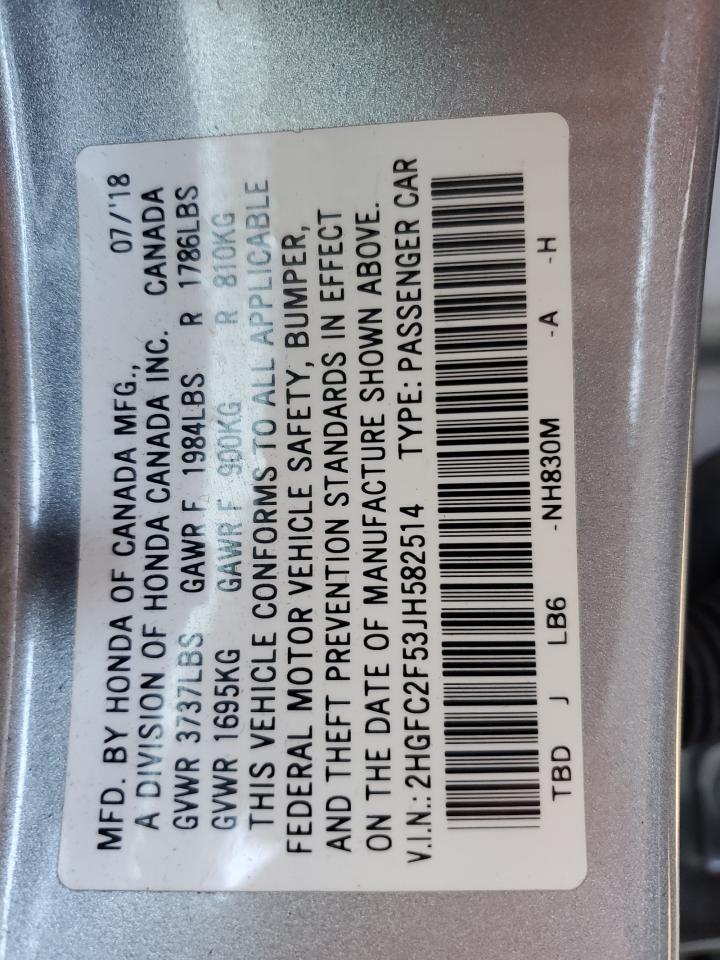 MFD. BY HONDA OF CANADA MFG., 07/'18
A DIVISION OF HONDA CANADA INC. CANADA
GVWR 3737LBS GAWR F 1984LBS R 1786LBS
GVWR 1695KG GAWR F 900KG R 810KG
THIS VEHICLE CONFORMS TO ALL APPLICABLE
FEDERAL MOTOR VEHICLE SAFETY, BUMPER,
AND THEFT PREVENTION STANDARDS IN EFFECT
ON THE DATE OF MANUFACTURE SHOWN ABOVE.
V.I.N.: 2HGFC2F53JH582514 TYPE: PASSENGER CAR
TBD J LB6 -NH830M -A -H